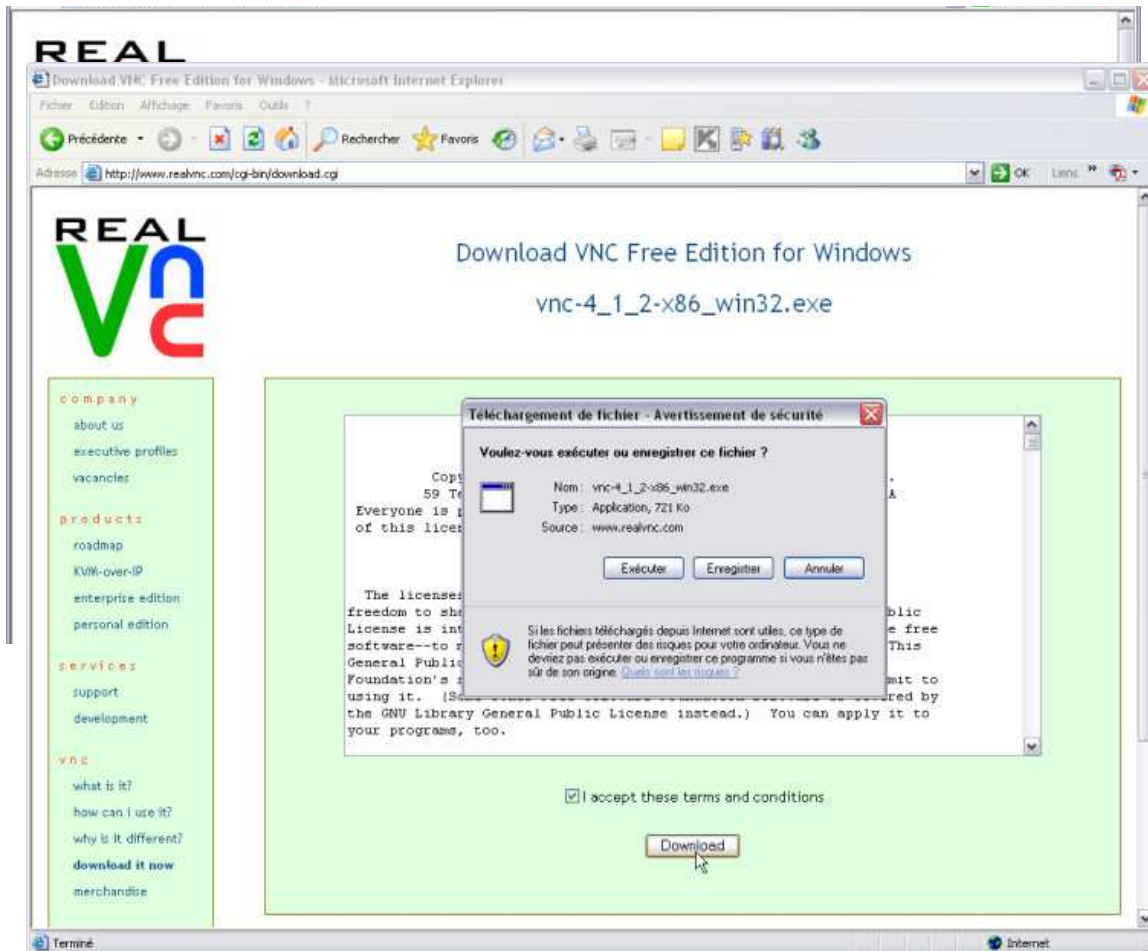 REAL
Download VNC Free Edition for Windows - Microsoft Internet Explorer
Fichier Edition Affichage Favoris Outils ?
Précédente Rechercher Favoris
Adresse http://www.realvnc.com/cgi-bin/download.cgi OK Liens »
REAL
Vnc
Download VNC Free Edition for Windows
vnc-4_1_2-x86_win32.exe
company
about us
executive profiles
vacancies
products
roadmap
KVM-over-IP
enterprise edition
personal edition
services
support
development
vnc
what is it?
how can i use it?
why is it different?
download it now
merchandise
Copy
59 Te A
Everyone is p
of this licen
The licenses
freedom to sha blic
License is int e free
software--to This
General Public
Foundation's mit to
using it. by
the GNU Library General Public License instead.) You can apply it to
your programs, too.
Téléchargement de fichier - Avertissement de sécurité
Voulez-vous exécuter ou enregistrer ce fichier ?
Nom : vnc-4_1_2-x86_win32.exe
Type : Application, 721 Ko
Source : www.realvnc.com
Exécuter Enregistrer Annuler
Si les fichiers téléchargés depuis Internet sont utiles, ce type de
fichier peut présenter des risques pour votre ordinateur. Vous ne
devriez pas exécuter ou enregistrer ce programme si vous n'êtes pas
sûr de son origine. Quels sont les risques ?
I accept these terms and conditions
Download
Terminé Internet